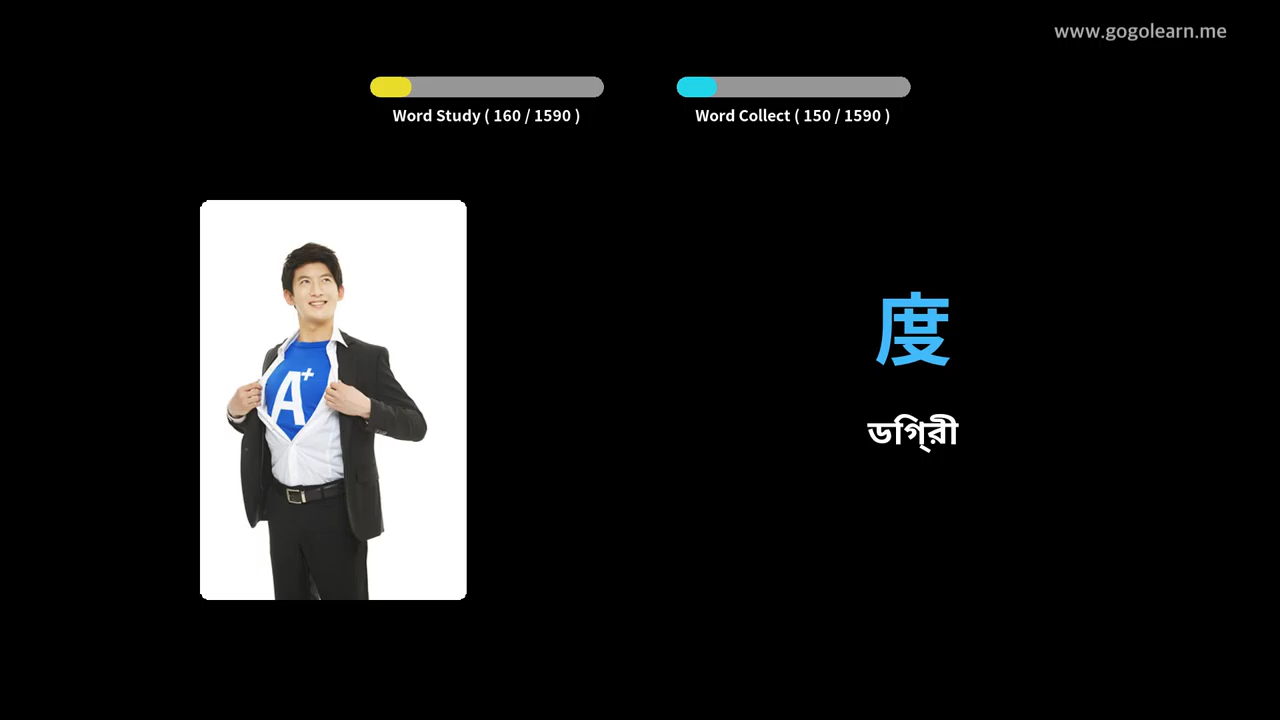 www.gogolearn.me
Word Study ( 160 / 1590 )
Word Collect ( 150 / 1590 )
A+
度
ডিগ্রী